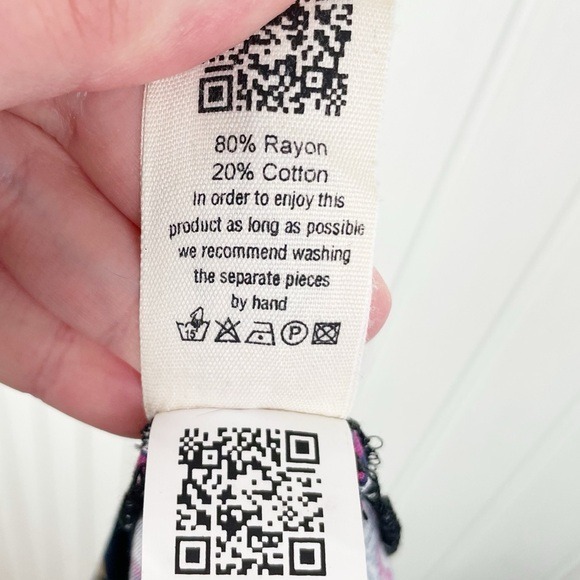 80% Rayon
20% Cotton
In order to enjoy this
product as long as possible
we recommend washing
the separate pieces
by hand
15° P